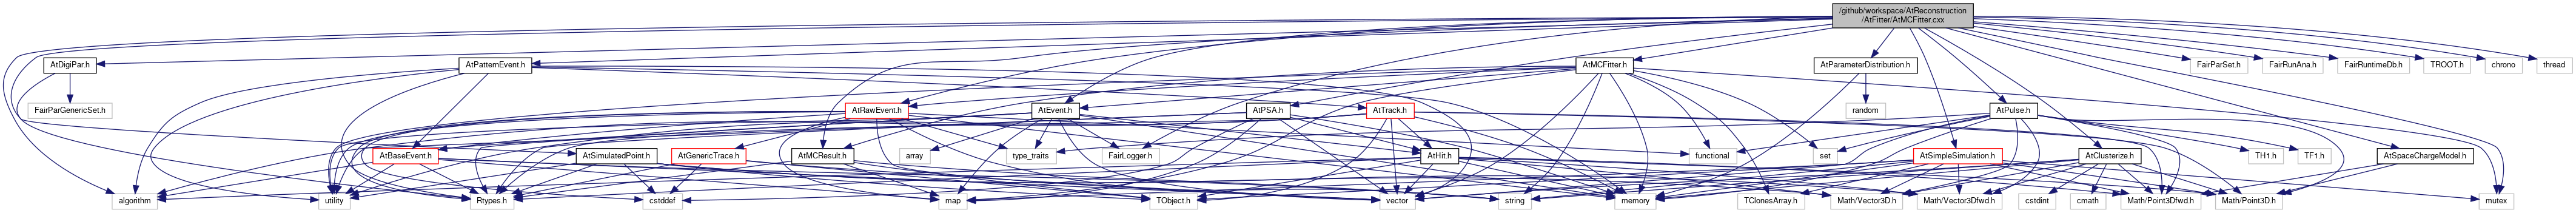 /github/workspace/AtReconstruction
/AtFitter/AtMCFitter.cxx
AtDigiPar.h
AtPatternEvent.h
AtMCFitter.h
AtParameterDistribution.h
FairParSet.h
FairRunAna.h
FairRuntimeDb.h
TROOT.h
chrono
thread
FairParGenericSet.h
AtRawEvent.h
AtEvent.h
AtPSA.h
AtTrack.h
random
AtPulse.h
AtBaseEvent.h
AtSimulatedPoint.h
AtGenericTrace.h
AtMCResult.h
array
type_traits
FairLogger.h
AtHit.h
functional
set
AtSimpleSimulation.h
AtClusterize.h
TH1.h
TF1.h
AtSpaceChargeModel.h
algorithm
utility
Rtypes.h
cstddef
map
TObject.h
string
vector
memory
TClonesArray.h
Math/Vector3D.h
Math/Vector3Dfwd.h
cstdint
cmath
Math/Point3Dfwd.h
Math/Point3D.h
mutex